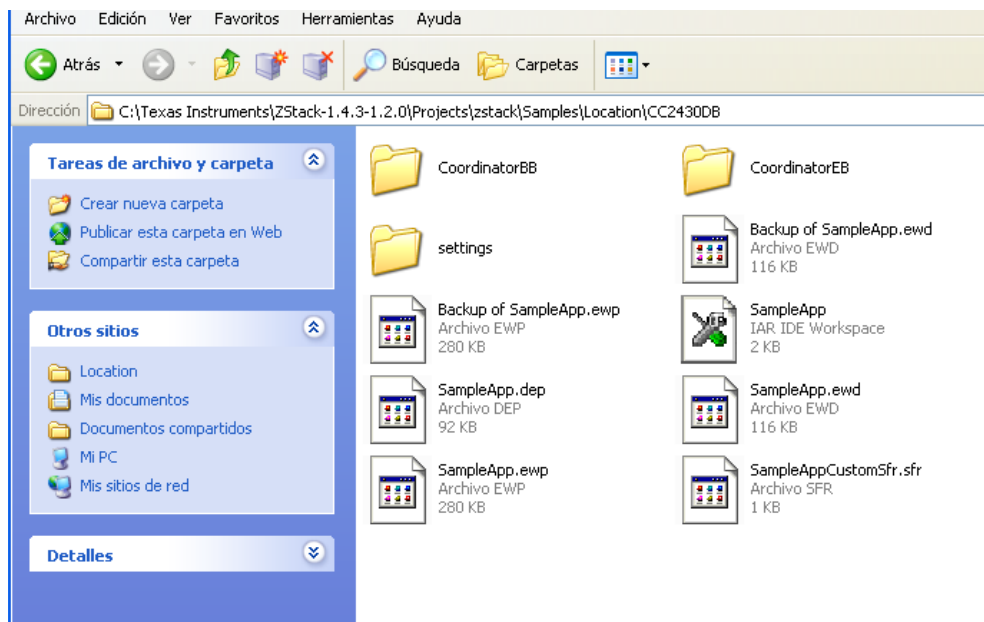 Archivo Edición Ver Favoritos Herramientas Ayuda
Atrás Búsqueda Carpetas
Dirección C:\Texas Instruments\ZStack-1.4.3-1.2.0\Projects\zstack\Samples\Location\CC2430DB
Tareas de archivo y carpeta
Crear nueva carpeta
Publicar esta carpeta en Web
Compartir esta carpeta
Otros sitios
Location
Mis documentos
Documentos compartidos
Mi PC
Mis sitios de red
Detalles
CoordinatorBB
CoordinatorEB
settings
Backup of SampleApp.ewd
Archivo EWD
116 KB
Backup of SampleApp.ewp
Archivo EWP
280 KB
SampleApp
IAR IDE Workspace
2 KB
SampleApp.dep
Archivo DEP
92 KB
SampleApp.ewd
Archivo EWD
116 KB
SampleApp.ewp
Archivo EWP
280 KB
SampleAppCustomSfr.sfr
Archivo SFR
1 KB